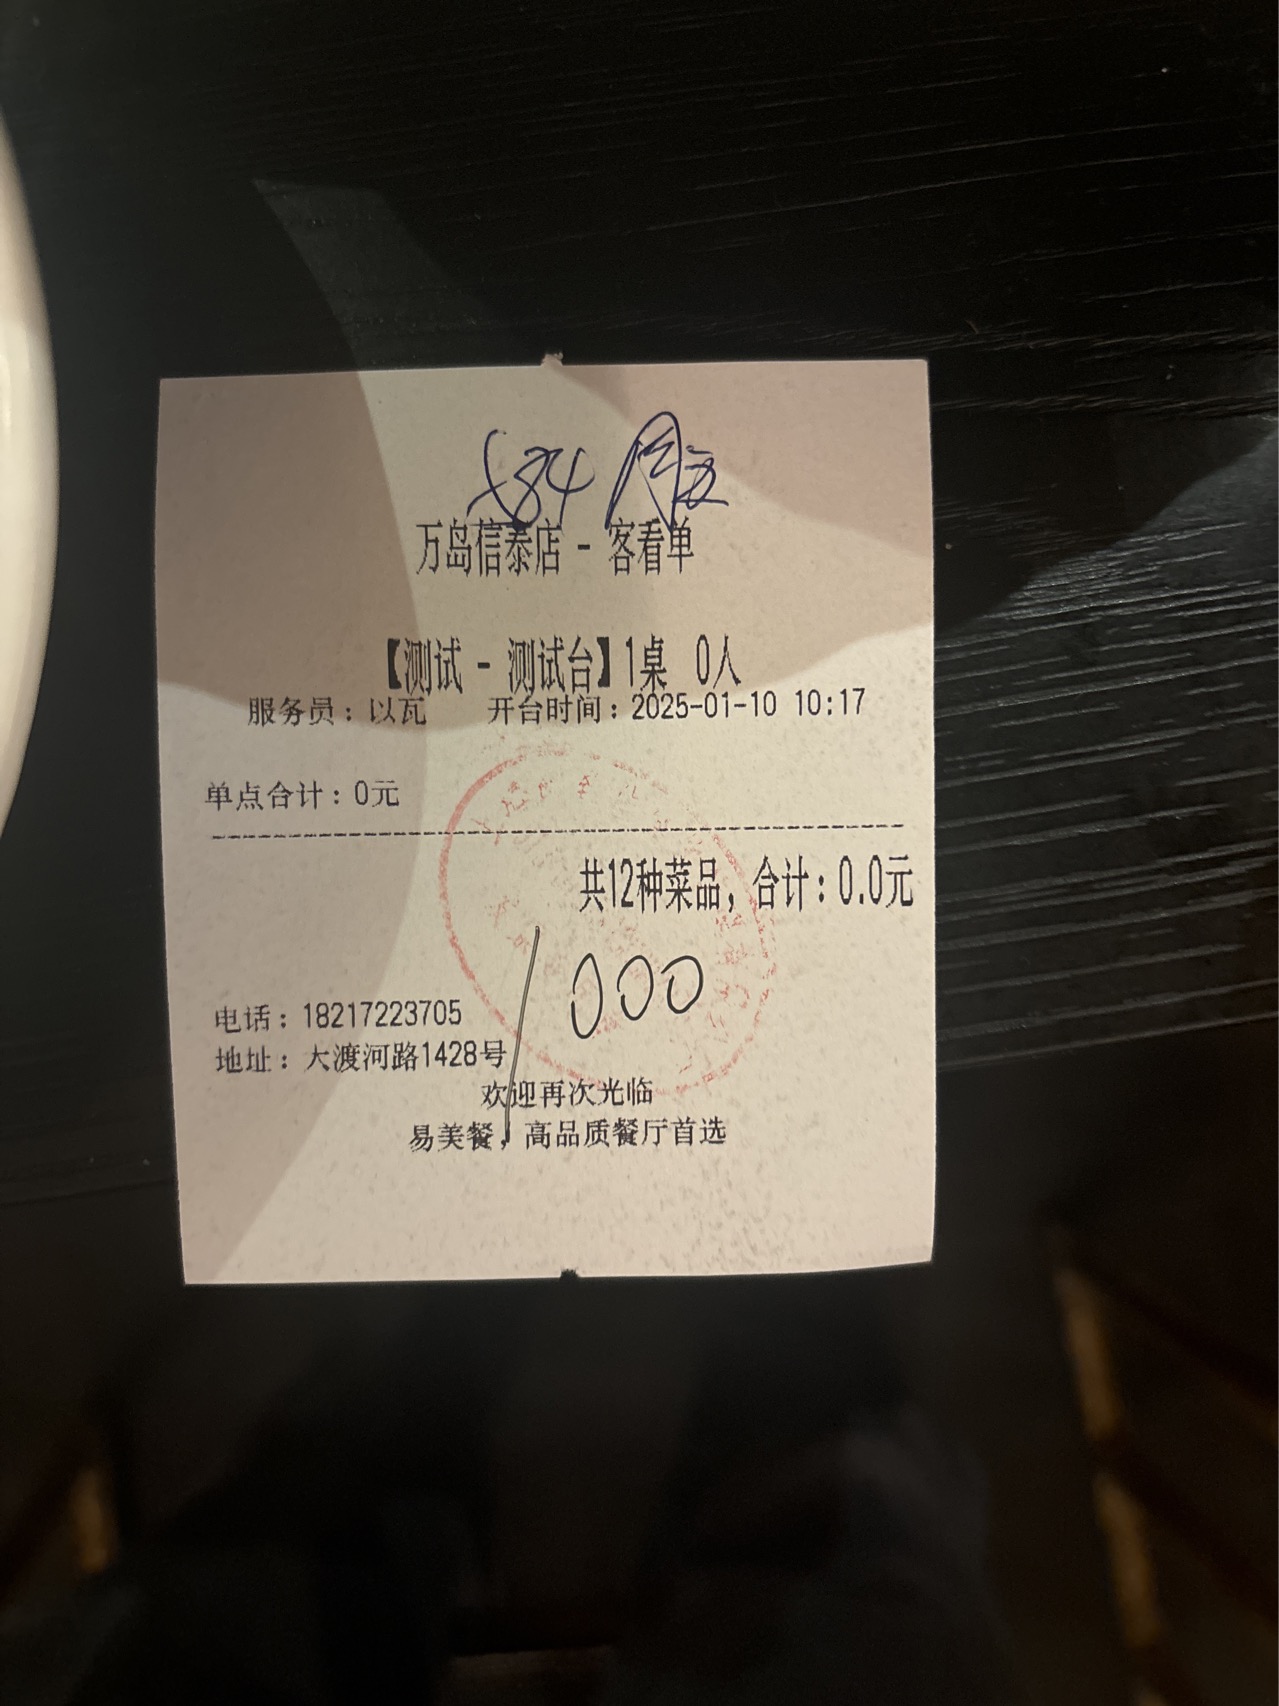 万岛信泰店 - 客看单
【测试 - 测试台】1桌 0人
服务员：以瓦 开台时间：2025-01-10 10:17
单点合计：0元
共12种菜品，合计：0.0元
1000
电话：18217223705
地址：大渡河路1428号
欢迎再次光临
易美餐，高品质餐厅首选